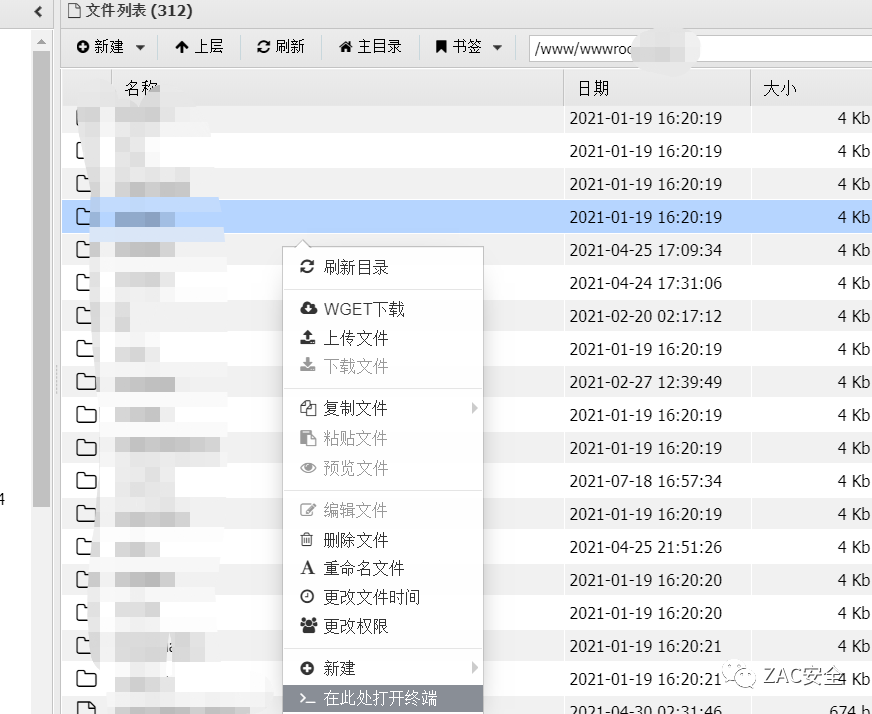 文件列表 (312)
新建 上层 刷新 主目录 书签 /www/wwwroo
名称 日期 大小
2021-01-19 16:20:19 4 Kb
2021-01-19 16:20:19 4 Kb
2021-01-19 16:20:19 4 Kb
2021-01-19 16:20:19 4 Kb
2021-04-25 17:09:34 4 Kb
刷新目录
2021-04-24 17:31:06 4 Kb
WGET下载
2021-02-20 02:17:12 4 Kb
上传文件
2021-01-19 16:20:19 4 Kb
下载文件
2021-02-27 12:39:49 4 Kb
复制文件
2021-01-19 16:20:19 4 Kb
粘贴文件
2021-01-19 16:20:19 4 Kb
预览文件
2021-07-18 16:57:34 4 Kb
编辑文件
2021-01-19 16:20:19 4 Kb
删除文件
2021-04-25 21:51:26 4 Kb
重命名文件
2021-01-19 16:20:20 4 Kb
更改文件时间
2021-01-19 16:20:20 4 Kb
更改权限
2021-01-19 16:20:21 4 Kb
新建
2021-01-19 16:20:21 4 Kb
ZAC安全
在此处打开终端
2021-04-30 02:31:46 674 b
4